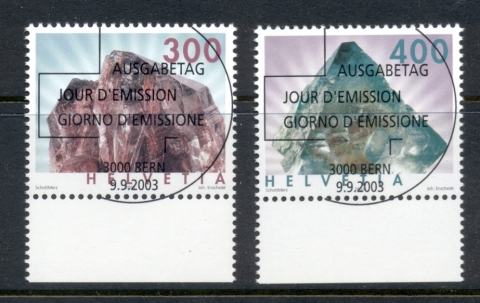 300
AUSGABETAG
JOUR D'EMISSION
GIORNO D'EMISSIONE
3000 BERN
HELVETIA
9.9.2003
400
AUSGABETAG
JOUR D'EMISSION
GIORNO D'EMISSIONE
3000 BERN
HELVETIA
9.9.2003